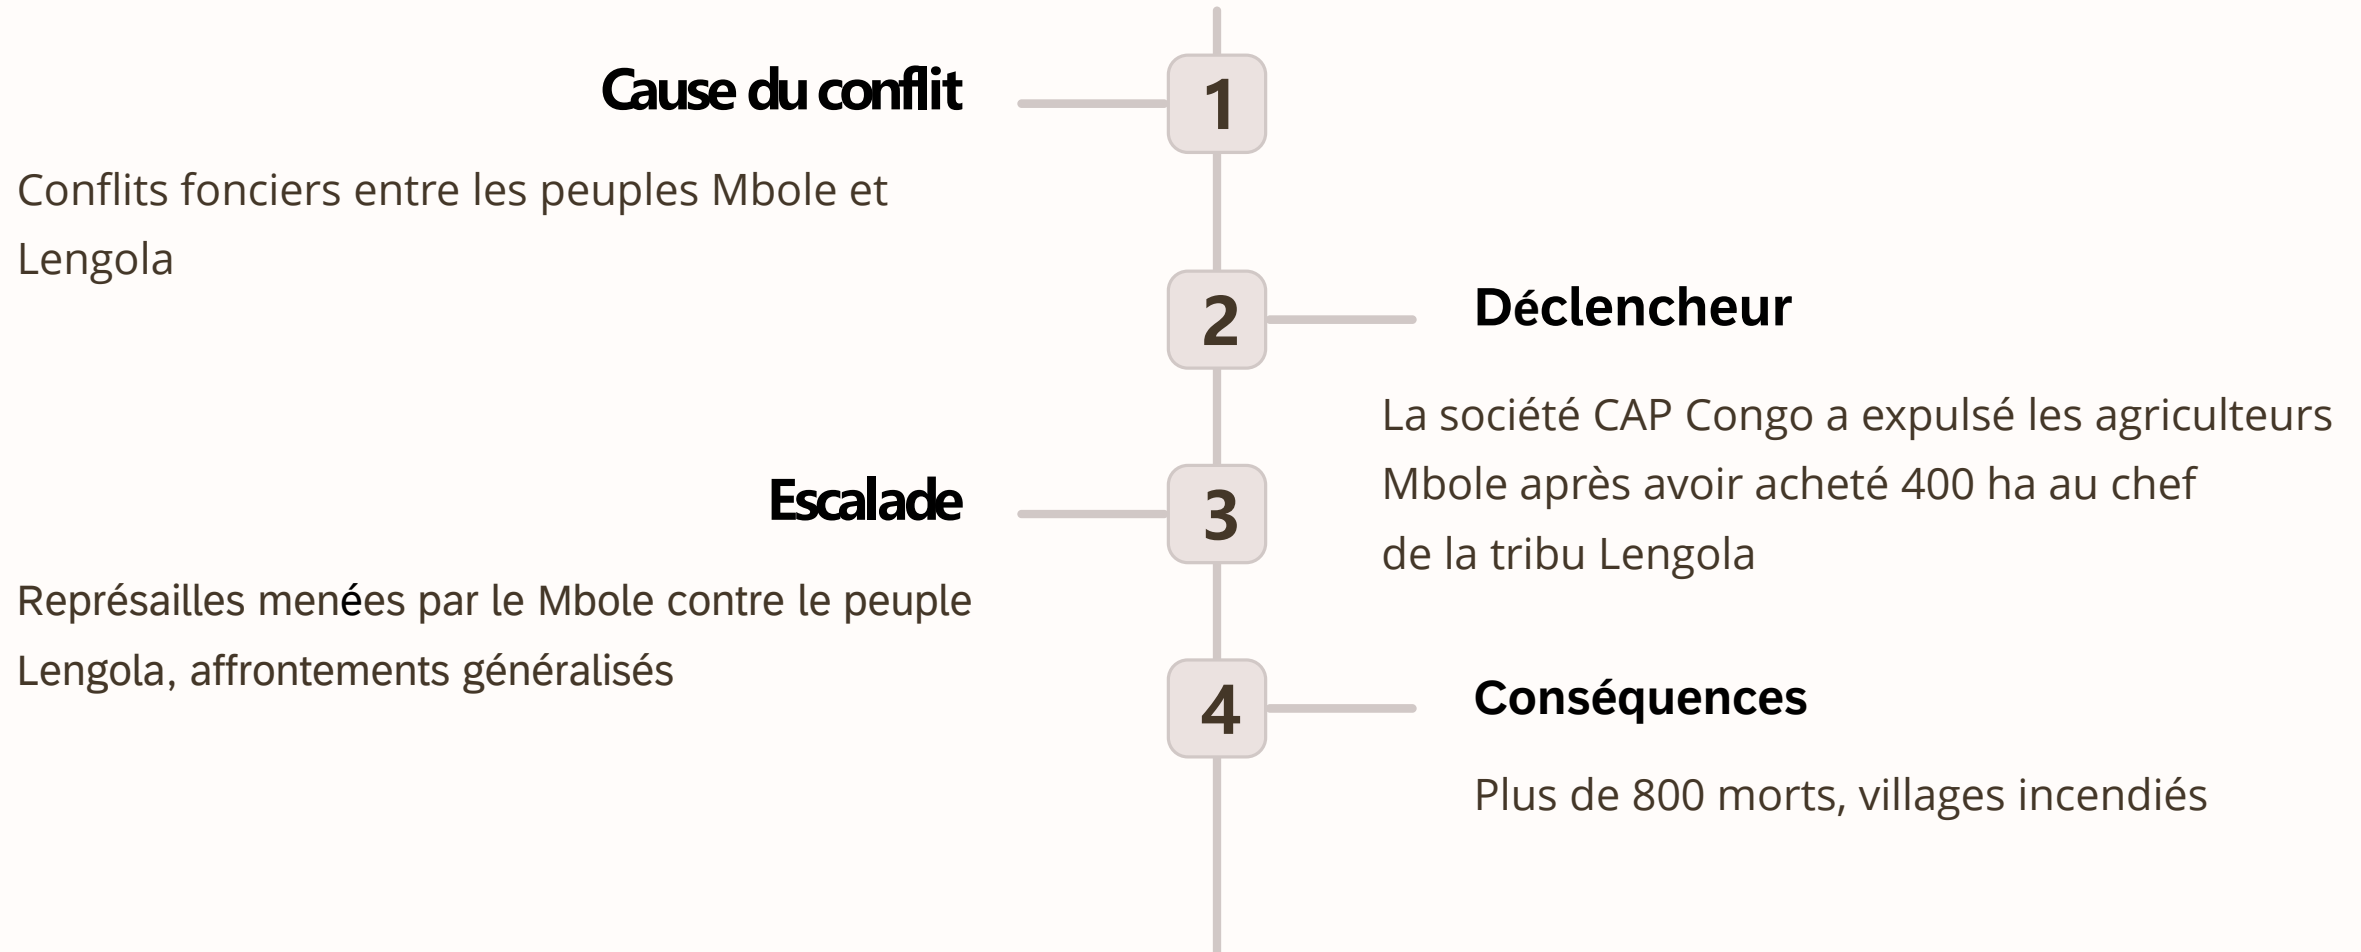 Cause du conflit
1
Conflits fonciers entre les peuples Mbole et
Lengola
2
Déclencheur
La société CAP Congo a expulsé les agriculteurs
Mbole après avoir acheté 400 ha au chef
de la tribu Lengola
Escalade
3
Représailles menées par le Mbole contre le peuple
Lengola, affrontements généralisés
4
Conséquences
Plus de 800 morts, villages incendiés